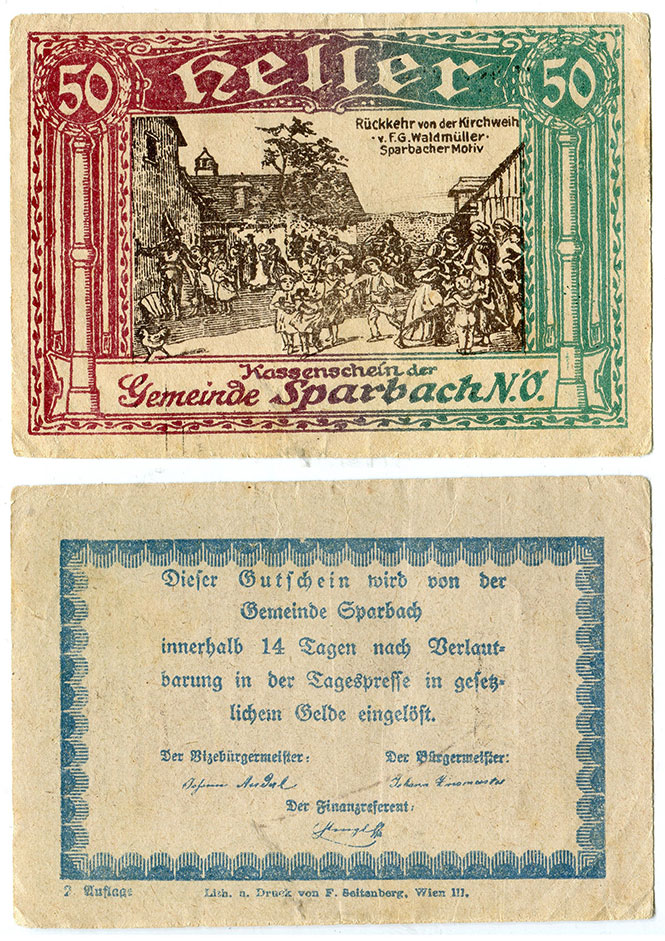 50 Heller 50
Rückkehr von der Kirchweih
· v. F. G. Waldmüller ·
Sparbacher Motiv
Kassenschein der
Gemeinde Sparbach N.Ö.
Dieser Gutschein wird von der
Gemeinde Sparbach
innerhalb 14 Tagen nach Verlaut-
barung in der Tagespresse in gesetz-
lichem Gelde eingelöst.
Der Vizebürgermeister: Der Bürgermeister:
Johann
Der Finanzreferent:
2. Auflage Lith. u. Druck von F. Seitenberg, Wien III.